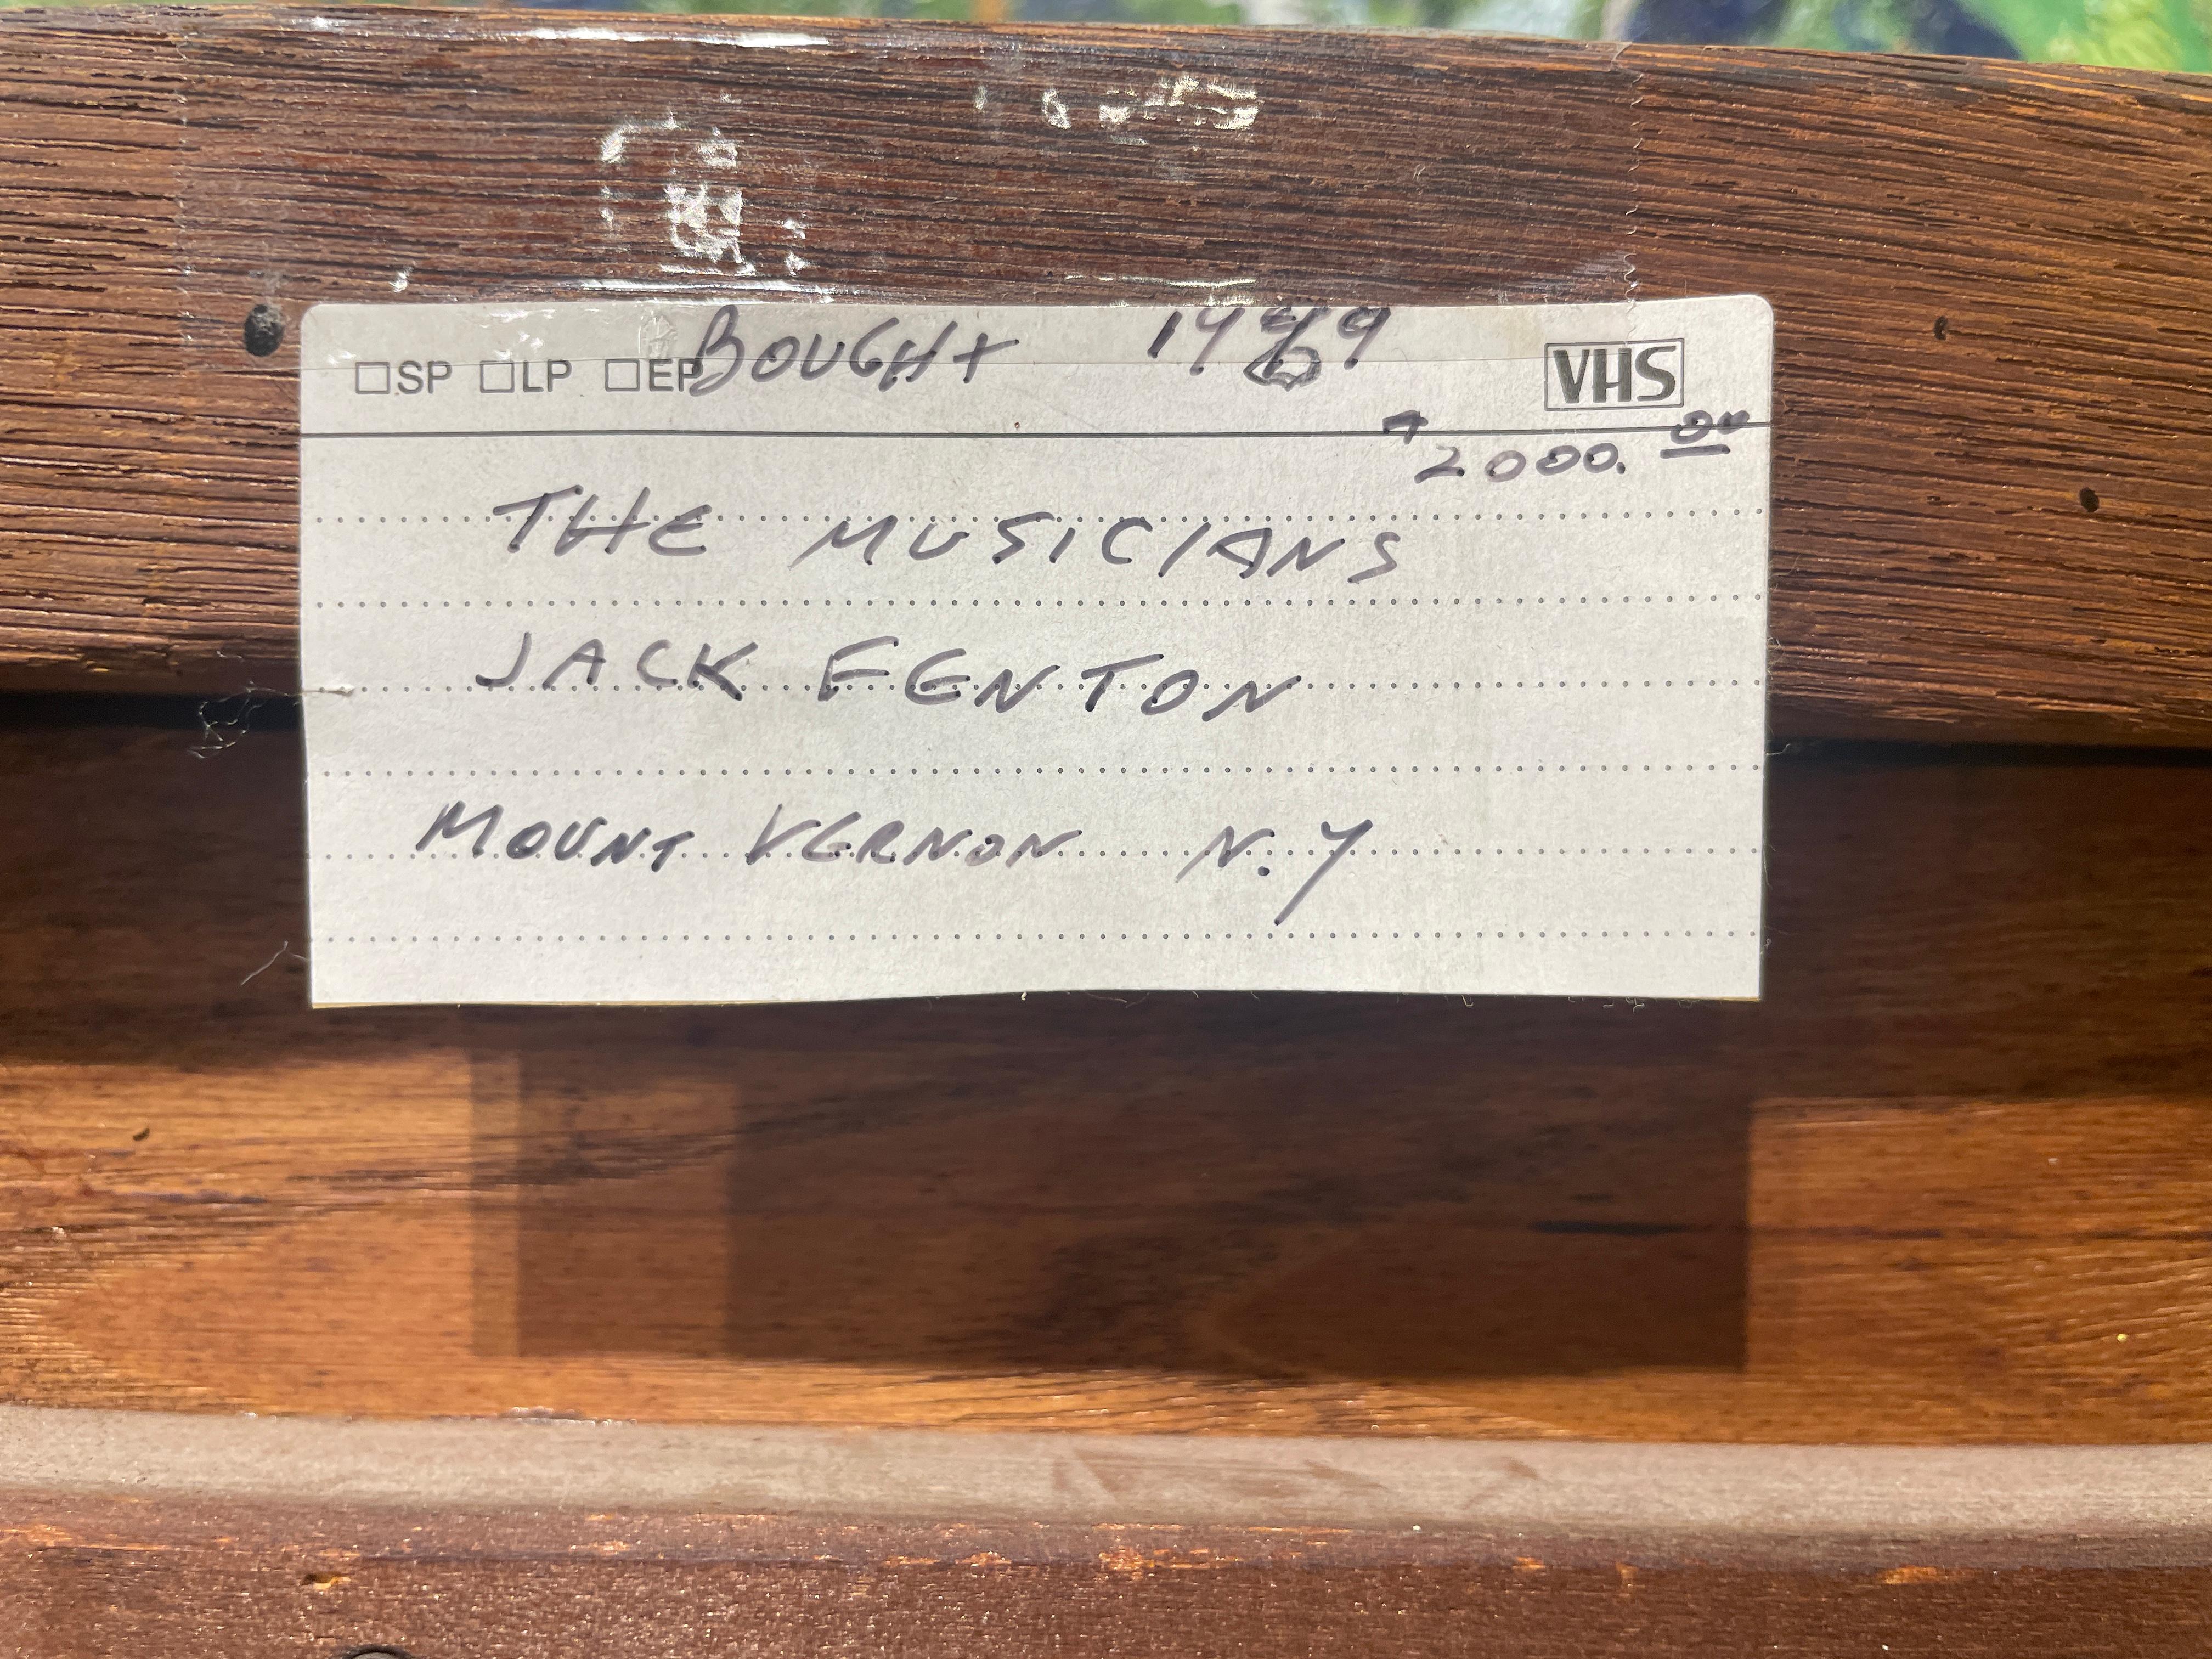 ☐SP ☐LP ☐EP BOUGHT VHS
$2000.00
THE MUSICIANS
JACK FENTON
MOUNT VERNON N.Y